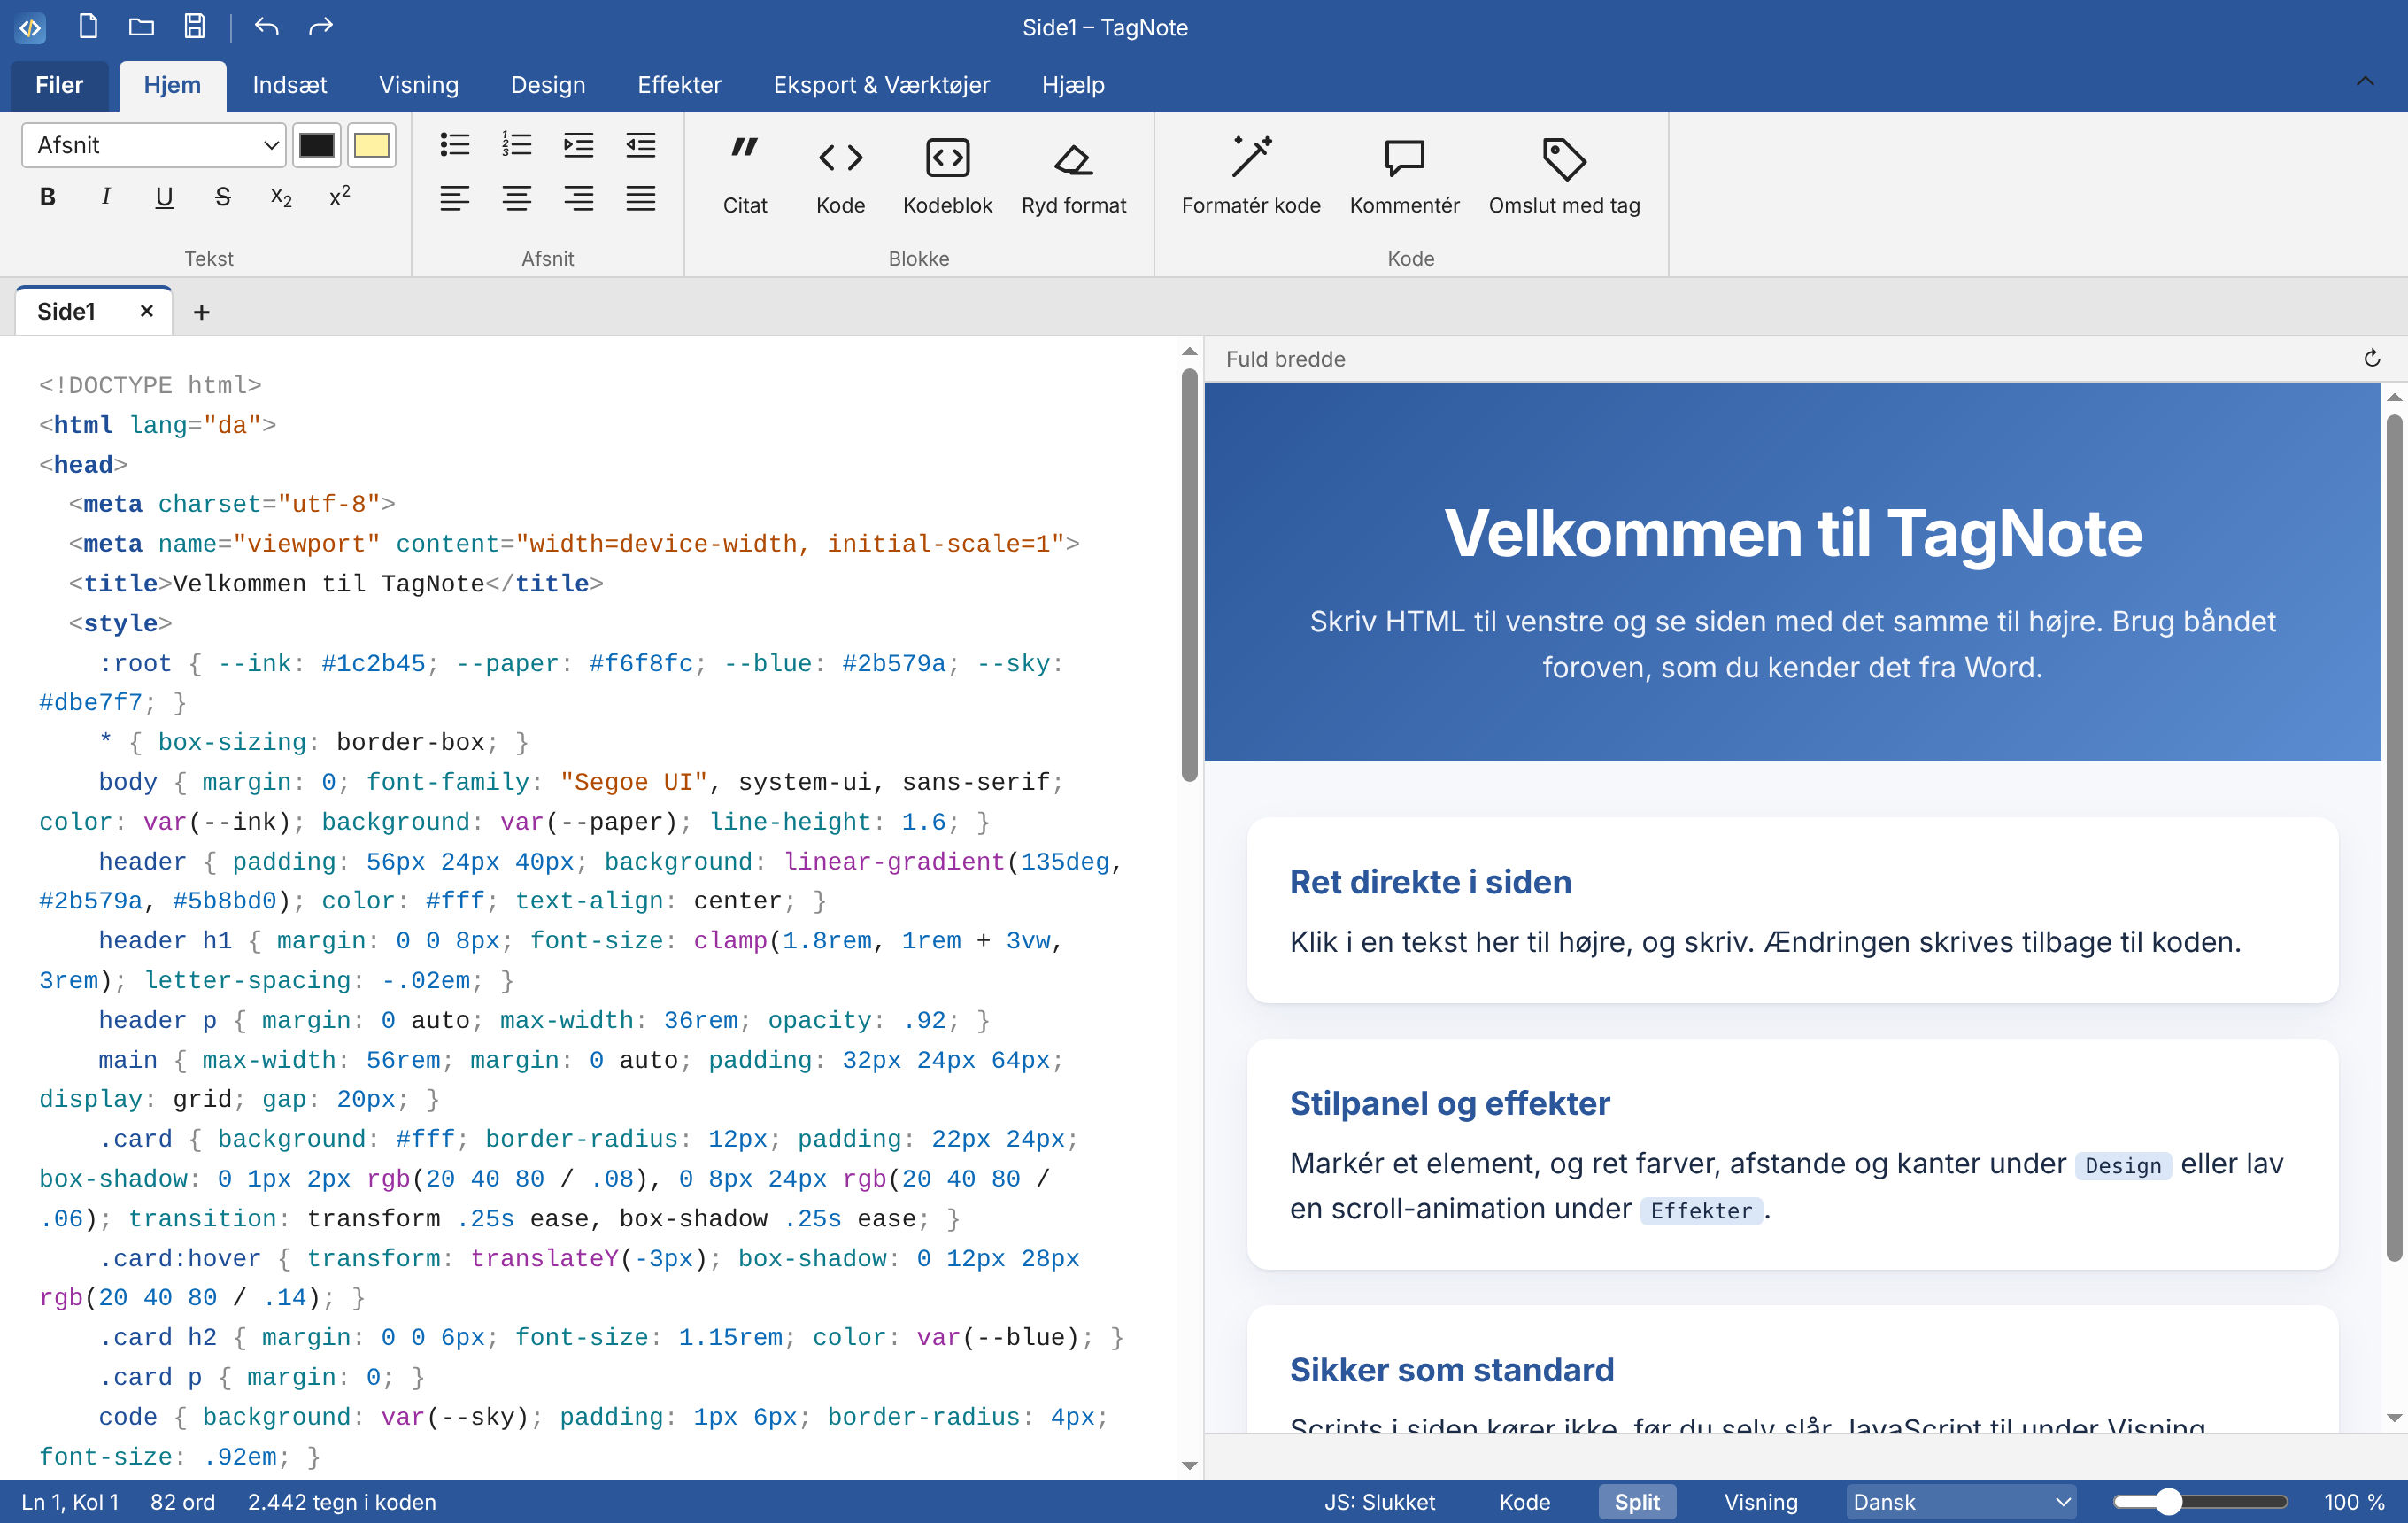 Side1 – TagNote
Filer Hjem Indsæt Visning Design Effekter Eksport & Værktøjer Hjælp
Afsnit
B I U S x2 x2
Tekst
Afsnit
Citat Kode Kodeblok Ryd format
Blokke
Formatér kode Kommentér Omslut med tag
Kode
Side1 × +
<!DOCTYPE html>
<html lang="da">
<head>
  <meta charset="utf-8">
  <meta name="viewport" content="width=device-width, initial-scale=1">
  <title>Velkommen til TagNote</title>
  <style>
    :root { --ink: #1c2b45; --paper: #f6f8fc; --blue: #2b579a; --sky:
#dbe7f7; }
    * { box-sizing: border-box; }
    body { margin: 0; font-family: "Segoe UI", system-ui, sans-serif;
color: var(--ink); background: var(--paper); line-height: 1.6; }
    header { padding: 56px 24px 40px; background: linear-gradient(135deg,
#2b579a, #5b8bd0); color: #fff; text-align: center; }
    header h1 { margin: 0 0 8px; font-size: clamp(1.8rem, 1rem + 3vw,
3rem); letter-spacing: -.02em; }
    header p { margin: 0 auto; max-width: 36rem; opacity: .92; }
    main { max-width: 56rem; margin: 0 auto; padding: 32px 24px 64px;
display: grid; gap: 20px; }
    .card { background: #fff; border-radius: 12px; padding: 22px 24px;
box-shadow: 0 1px 2px rgb(20 40 80 / .08), 0 8px 24px rgb(20 40 80 /
.06); transition: transform .25s ease, box-shadow .25s ease; }
    .card:hover { transform: translateY(-3px); box-shadow: 0 12px 28px
rgb(20 40 80 / .14); }
    .card h2 { margin: 0 0 6px; font-size: 1.15rem; color: var(--blue); }
    .card p { margin: 0; }
    code { background: var(--sky); padding: 1px 6px; border-radius: 4px;
font-size: .92em; }
Fuld bredde
Velkommen til TagNote
Skriv HTML til venstre og se siden med det samme til højre. Brug båndet
foroven, som du kender det fra Word.
Ret direkte i siden
Klik i en tekst her til højre, og skriv. Ændringen skrives tilbage til koden.
Stilpanel og effekter
Markér et element, og ret farver, afstande og kanter under Design eller lav
en scroll-animation under Effekter.
Sikker som standard
Scripts i siden kører ikke, før du selv slår JavaScript til under Visning
Ln 1, Kol 1 82 ord 2.442 tegn i koden
JS: Slukket Kode Split Visning Dansk 100 %